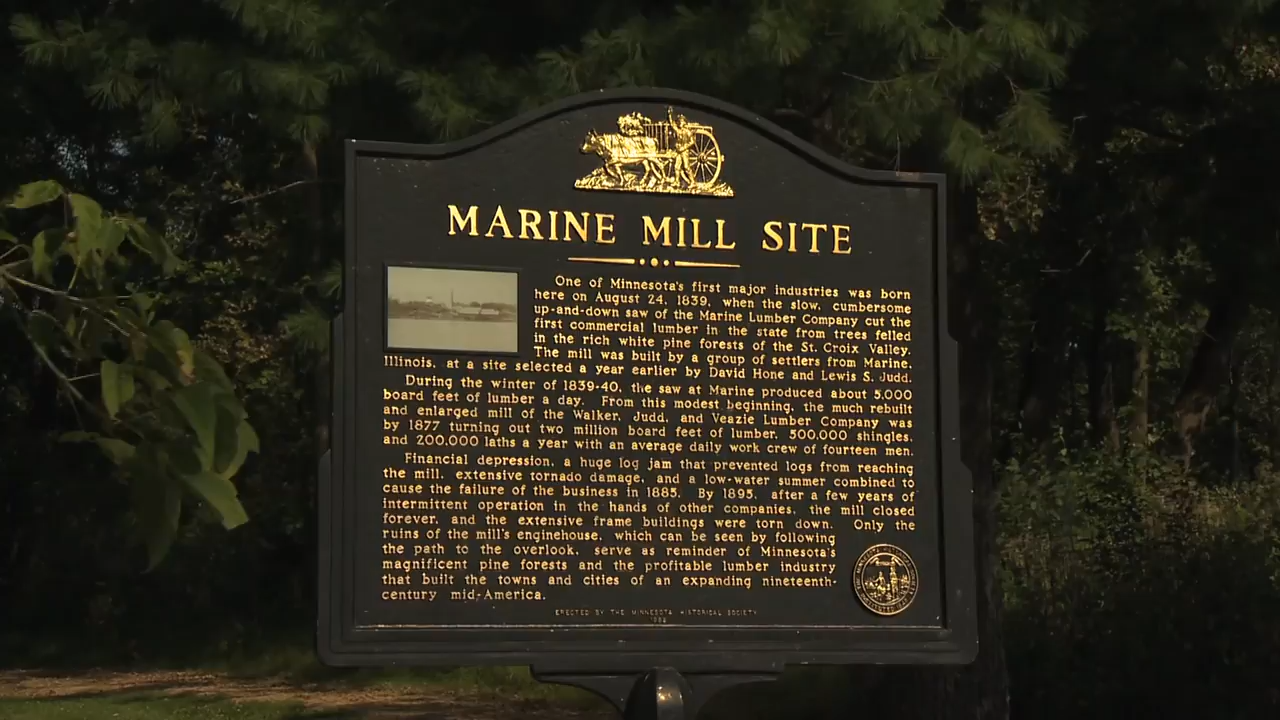 MARINE MILL SITE
One of Minnesota's first major industries was born
here on August 24, 1839, when the slow, cumbersome
up-and-down saw of the Marine Lumber Company cut the
first commercial lumber in the state from trees felled
in the rich white pine forests of the St. Croix Valley.
The mill was built by a group of settlers from Marine,
Illinois, at a site selected a year earlier by David Hone and Lewis S. Judd.
During the winter of 1839-40, the saw at Marine produced about 5,000
board feet of lumber a day. From this modest beginning, the much rebuilt
and enlarged mill of the Walker, Judd, and Veazie Lumber Company was
by 1877 turning out two million board feet of lumber, 500,000 shingles,
and 200,000 laths a year with an average daily work crew of fourteen men.
Financial depression, a huge log jam that prevented logs from reaching
the mill, extensive tornado damage, and a low-water summer combined to
cause the failure of the business in 1885. By 1895, after a few years of
intermittent operation in the hands of other companies, the mill closed
forever, and the extensive frame buildings were torn down. Only the
ruins of the mill's enginehouse, which can be seen by following
the path to the overlook, serve as reminder of Minnesota's
magnificent pine forests and the profitable lumber industry
that built the towns and cities of an expanding nineteenth-
century mid-America.
ERECTED BY THE MINNESOTA HISTORICAL SOCIETY